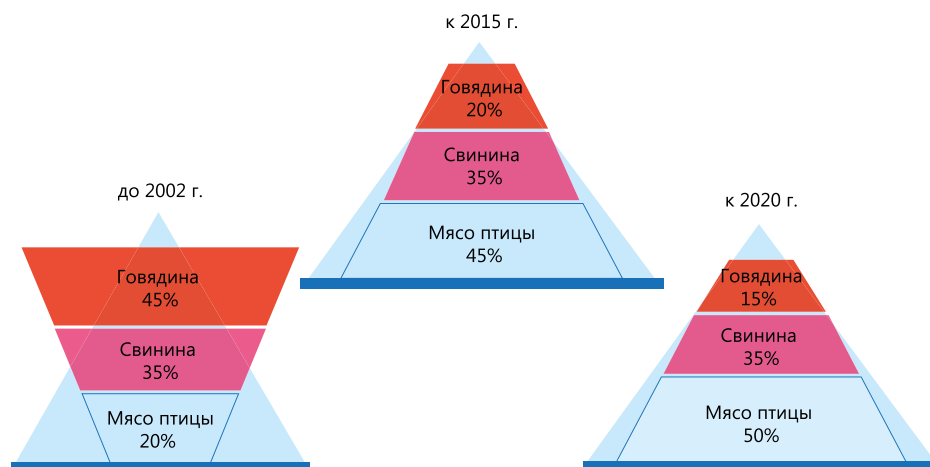 до 2002 г.
Говядина
45%
Свинина
35%
Мясо птицы
20%
к 2015 г.
Говядина
20%
Свинина
35%
Мясо птицы
45%
к 2020 г.
Говядина
15%
Свинина
35%
Мясо птицы
50%